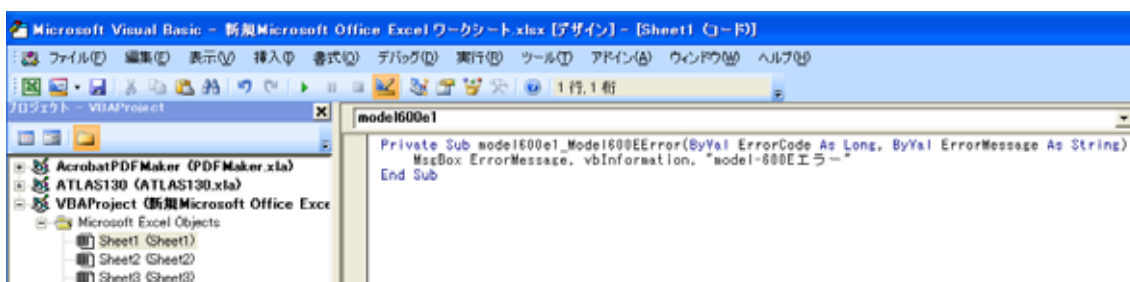 Microsoft Visual Basic - 新規Microsoft Office Excel ワークシート.xlsx [デザイン] - [Sheet1 (コード)]
ファイル(F) 編集(E) 表示(V) 挿入(I) 書式(O) デバッグ(D) 実行(R) ツール(T) アドイン(A) ウィンドウ(W) ヘルプ(H)
1 行, 1 桁
プロジェクト - VBAProject
model600e1
Private Sub model600e1_Model600EError(ByVal ErrorCode As Long, ByVal ErrorMessage As String)
MsgBox ErrorMessage, vbInformation, "model-600Eエラー"
End Sub
AcrobatPDFMaker (PDFMaker.xla)
ATLAS130 (ATLAS130.xla)
VBAProject (新規Microsoft Office Exce
Microsoft Excel Objects
Sheet1 (Sheet1)
Sheet2 (Sheet2)
Sheet3 (Sheet3)